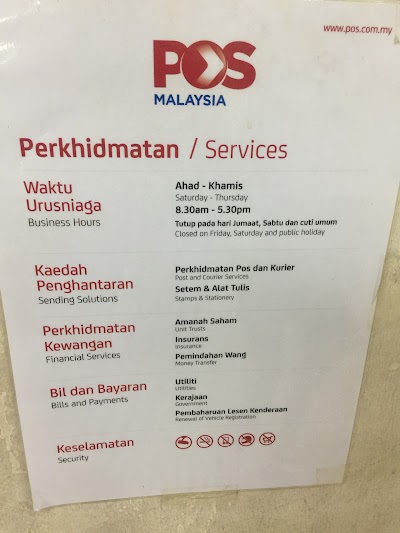 www.pos.com.my
POS
MALAYSIA
Perkhidmatan / Services
Waktu
Urusniaga
Business Hours
Ahad - Khamis
Saturday - Thursday
8.30am - 5.30pm
Tutup pada hari Jumaat, Sabtu dan cuti umum
Closed on Friday, Saturday and public holiday
Kaedah
Penghantaran
Sending Solutions
Perkhidmatan Pos dan Kurier
Post and Courier Services
Setem & Alat Tulis
Stamps & Stationery
Perkhidmatan
Kewangan
Financial Services
Amanah Saham
Unit Trusts
Insurans
Insurance
Pemindahan Wang
Money Transfer
Bil dan Bayaran
Bills and Payments
Utiliti
Utilities
Kerajaan
Government
Pembaharuan Lesen Kenderaan
Renewal of Vehicle Registration
Keselamatan
Security